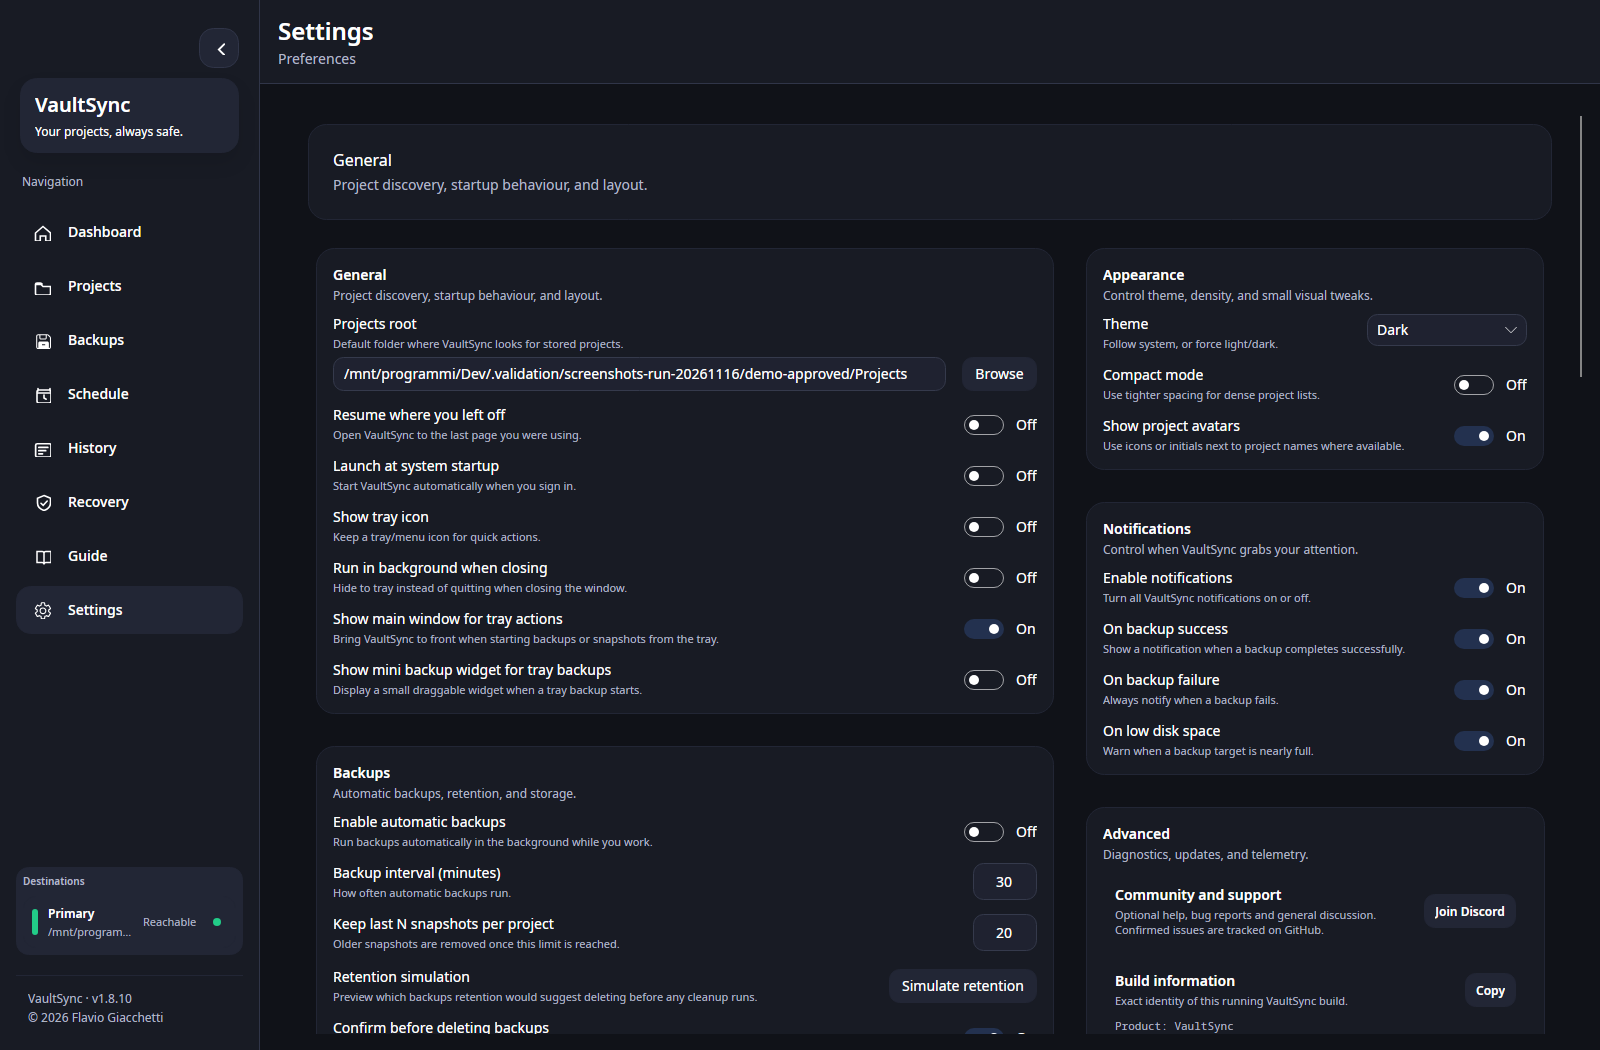 VaultSync
Your projects, always safe.
Navigation
Dashboard
Projects
Backups
Schedule
History
Recovery
Guide
Settings
Destinations
Primary
/mnt/program...
Reachable
VaultSync · v1.8.10
© 2026 Flavio Giacchetti
Settings
Preferences
General
Project discovery, startup behaviour, and layout.
General
Project discovery, startup behaviour, and layout.
Projects root
Default folder where VaultSync looks for stored projects.
/mnt/programmi/Dev/.validation/screenshots-run-20261116/demo-approved/Projects
Browse
Resume where you left off
Open VaultSync to the last page you were using.
Off
Launch at system startup
Start VaultSync automatically when you sign in.
Off
Show tray icon
Keep a tray/menu icon for quick actions.
Off
Run in background when closing
Hide to tray instead of quitting when closing the window.
Off
Show main window for tray actions
Bring VaultSync to front when starting backups or snapshots from the tray.
On
Show mini backup widget for tray backups
Display a small draggable widget when a tray backup starts.
Off
Backups
Automatic backups, retention, and storage.
Enable automatic backups
Run backups automatically in the background while you work.
Off
Backup interval (minutes)
How often automatic backups run.
30
Keep last N snapshots per project
Older snapshots are removed once this limit is reached.
20
Retention simulation
Preview which backups retention would suggest deleting before any cleanup runs.
Simulate retention
Confirm before deleting backups
Appearance
Control theme, density, and small visual tweaks.
Theme
Follow system, or force light/dark.
Dark
Compact mode
Use tighter spacing for dense project lists.
Off
Show project avatars
Use icons or initials next to project names where available.
On
Notifications
Control when VaultSync grabs your attention.
Enable notifications
Turn all VaultSync notifications on or off.
On
On backup success
Show a notification when a backup completes successfully.
On
On backup failure
Always notify when a backup fails.
On
On low disk space
Warn when a backup target is nearly full.
On
Advanced
Diagnostics, updates, and telemetry.
Community and support
Optional help, bug reports and general discussion.
Confirmed issues are tracked on GitHub.
Join Discord
Build information
Exact identity of this running VaultSync build.
Copy
Product: VaultSync